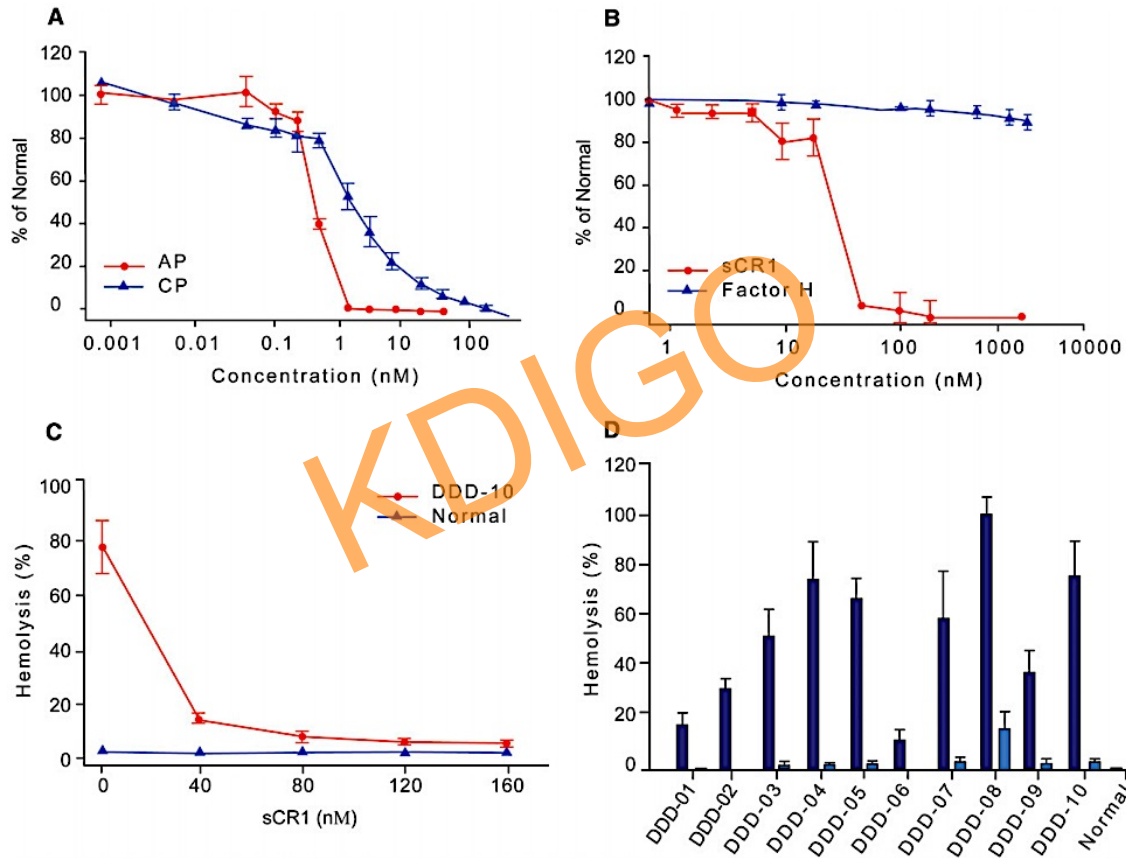 A
120
100
80
60
40
20
0
% of Normal
AP
CP
0.001 0.01 0.1 1 10 100
Concentration (nM)
B
120
100
80
60
40
20
0
% of Normal
sCR1
Factor H
1 10 100 1000 10000
Concentration (nM)
KDIGO
C
100
80
60
40
20
0
Hemolysis (%)
DDD-10
Normal
0 40 80 120 160
sCR1 (nM)
D
120
100
80
60
40
20
0
Hemolysis (%)
DDD-01
DDD-02
DDD-03
DDD-04
DDD-05
DDD-06
DDD-07
DDD-08
DDD-09
DDD-10
Normal